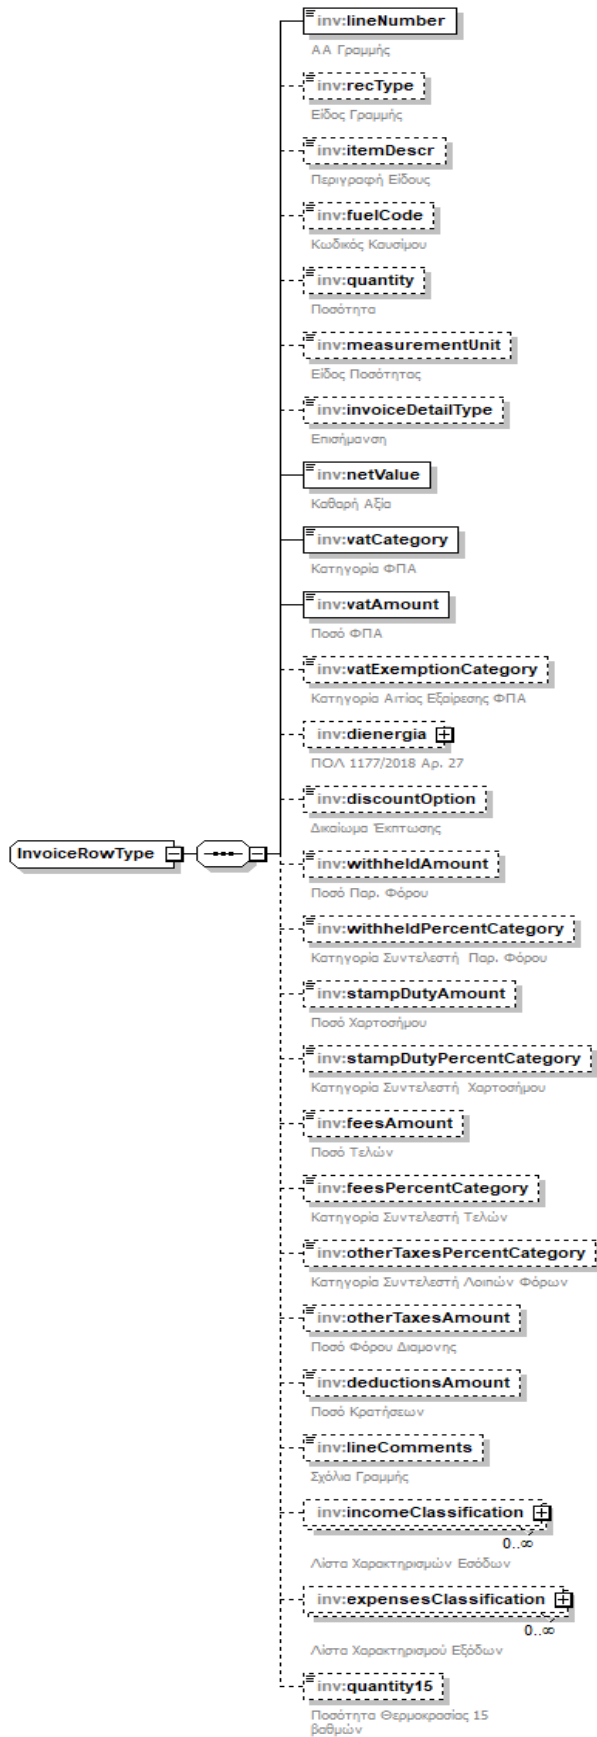 inv:lineNumber
ΑΑ Γραμμής
inv:recType
Είδος Γραμμής
inv:itemDescr
Περιγραφή Είδους
inv:fuelCode
Κωδικός Καυσίμου
inv:quantity
Ποσότητα
inv:measurementUnit
Είδος Ποσότητας
inv:invoiceDetailType
Επισήμανση
inv:netValue
Καθαρή Αξία
inv:vatCategory
Κατηγορία ΦΠΑ
inv:vatAmount
Ποσό ΦΠΑ
inv:vatExemptionCategory
Κατηγορία Αιτίας Εξαίρεσης ΦΠΑ
inv:dienergia
ΠΟΛ 1177/2018 Αρ. 27
inv:discountOption
Δικαίωμα Έκπτωσης
InvoiceRowType
inv:withheldAmount
Ποσό Παρ. Φόρου
inv:withheldPercentCategory
Κατηγορία Συντελεστή Παρ. Φόρου
inv:stampDutyAmount
Ποσό Χαρτοσήμου
inv:stampDutyPercentCategory
Κατηγορία Συντελεστή Χαρτοσήμου
inv:feesAmount
Ποσό Τελών
inv:feesPercentCategory
Κατηγορία Συντελεστή Τελών
inv:otherTaxesPercentCategory
Κατηγορία Συντελεστή Λοιπών Φόρων
inv:otherTaxesAmount
Ποσό Φόρου Διαμονης
inv:deductionsAmount
Ποσό Κρατήσεων
inv:lineComments
Σχόλια Γραμμής
inv:incomeClassification
0..∞
Λίστα Χαρακτηρισμών Εσόδων
inv:expensesClassification
0..∞
Λίστα Χαρακτηρισμού Εξόδων
inv:quantity15
Ποσότητα Θερμοκρασίας 15
βαθμών